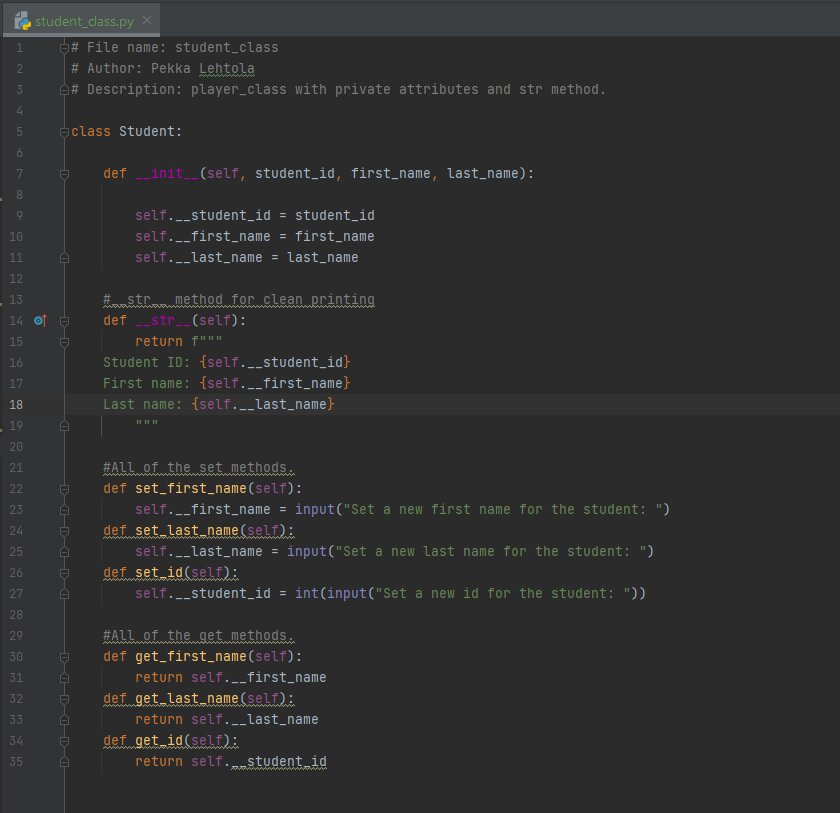 student_class.py
1 # File name: student_class
2 # Author: Pekka Lehtola
3 # Description: player_class with private attributes and str method.
4
5 class Student:
6
7     def __init__(self, student_id, first_name, last_name):
8
9         self.__student_id = student_id
10         self.__first_name = first_name
11         self.__last_name = last_name
12
13     #__str__ method for clean printing
14     def __str__(self):
15         return f"""
16     Student ID: {self.__student_id}
17     First name: {self.__first_name}
18     Last name: {self.__last_name}
19         """
20
21     #All of the set methods.
22     def set_first_name(self):
23         self.__first_name = input("Set a new first name for the student: ")
24     def set_last_name(self):
25         self.__last_name = input("Set a new last name for the student: ")
26     def set_id(self):
27         self.__student_id = int(input("Set a new id for the student: "))
28
29     #All of the get methods.
30     def get_first_name(self):
31         return self.__first_name
32     def get_last_name(self):
33         return self.__last_name
34     def get_id(self):
35         return self.__student_id